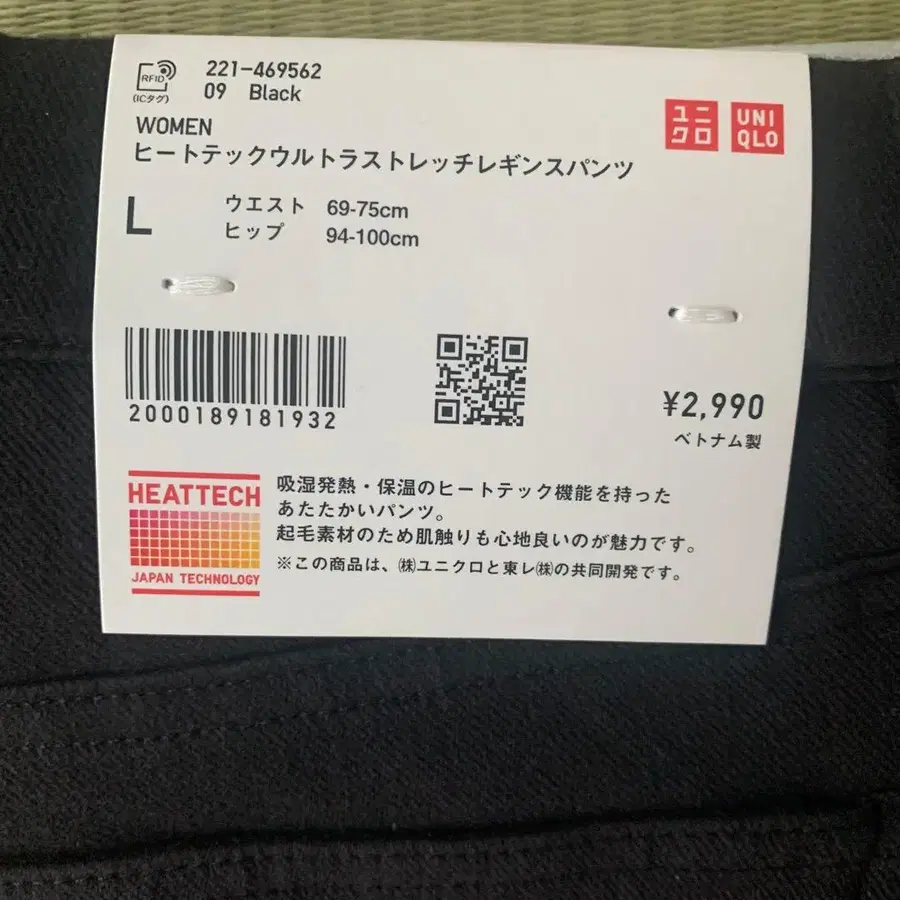 RFID
(ICタグ)
221-469562
09 Black
WOMEN
ヒートテックウルトラストレッチレギンスパンツ
ユニクロ
UNIQLO
L
ウエスト 69-75cm
ヒップ 94-100cm
2000189181932
¥2,990
ベトナム製
HEATTECH
JAPAN TECHNOLOGY
吸湿発熱・保温のヒートテック機能を持った
あたたかいパンツ。
起毛素材のため肌触りも心地良いのが魅力です。
※この商品は、㈱ユニクロと東レ㈱の共同開発です。